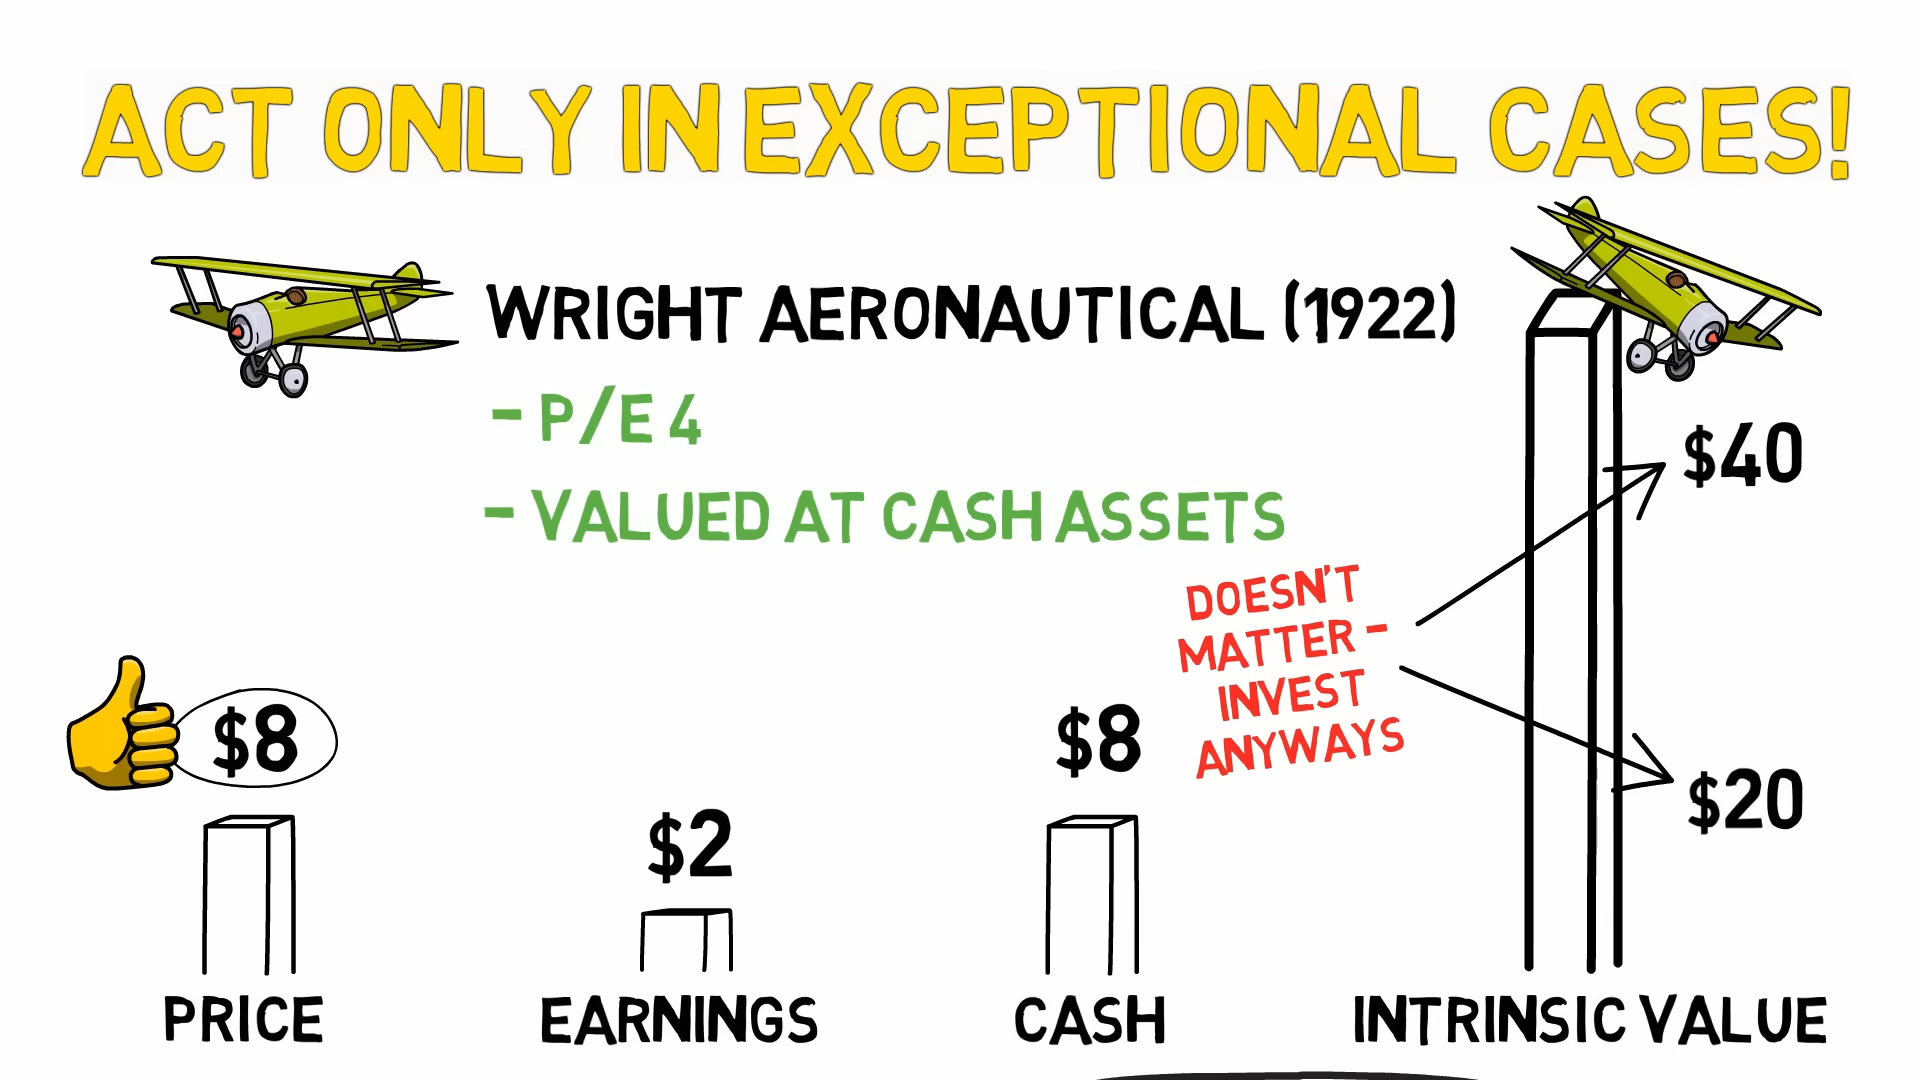 ACT ONLY IN EXCEPTIONAL CASES!
WRIGHT AERONAUTICAL (1922)
- P/E 4
- VALUED AT CASH ASSETS
$40
DOESN'T
MATTER -
INVEST
ANYWAYS
$8
$2
$8
$20
PRICE
EARNINGS
CASH
INTRINSIC VALUE